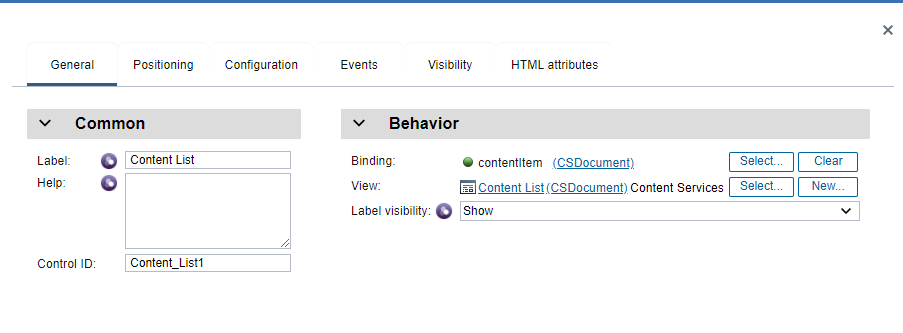 General Positioning Configuration Events Visibility HTML attributes
Common
Label: Content List
Help:
Control ID: Content_List1
Behavior
Binding: contentItem (CSDocument) Select... Clear
View: Content List (CSDocument) Content Services Select... New...
Label visibility: Show